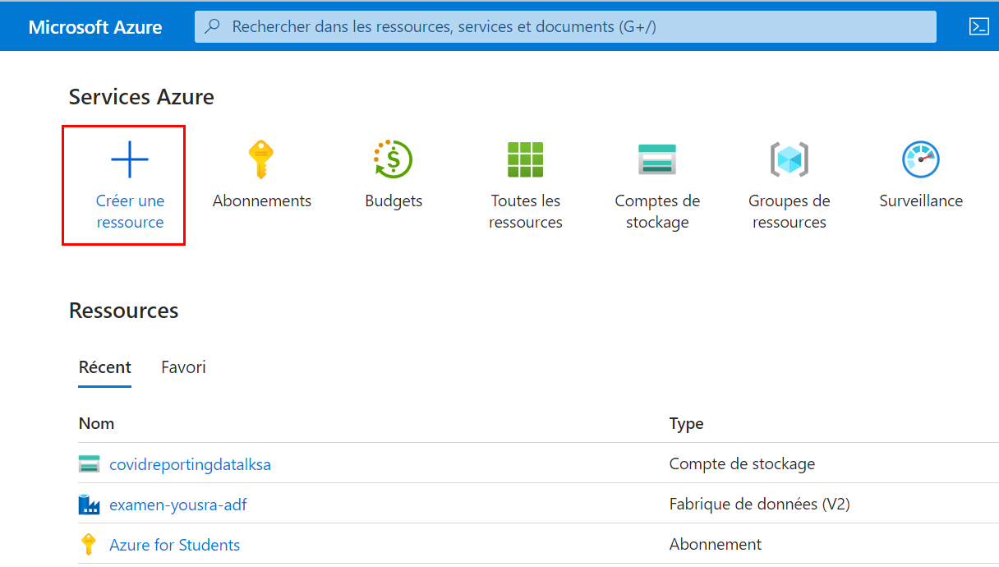 Microsoft Azure
Rechercher dans les ressources, services et documents (G+/)
Services Azure
Créer une
ressource
Abonnements
Budgets
Toutes les
ressources
Comptes de
stockage
Groupes de
ressources
Surveillance
Ressources
Récent Favori
Nom Type
covidreportingdatalksa Compte de stockage
examen-yousra-adf Fabrique de données (V2)
Azure for Students Abonnement